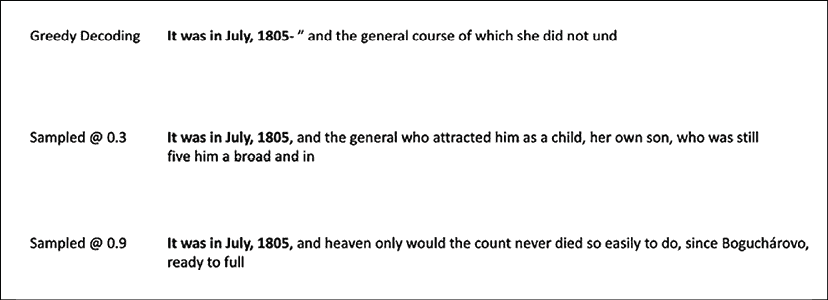 Greedy Decoding It was in July, 1805- ” and the general course of which she did not und
Sampled @ 0.3 It was in July, 1805, and the general who attracted him as a child, her own son, who was still
five him a broad and in
Sampled @ 0.9 It was in July, 1805, and heaven only would the count never died so easily to do, since Boguchárovo,
ready to full